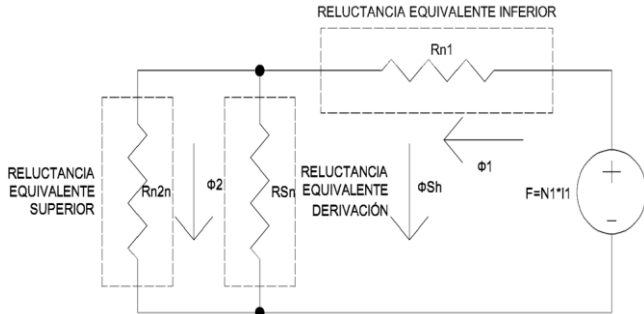 RELUCTANCIA EQUIVALENTE INFERIOR
Rn1
RELUCTANCIA
EQUIVALENTE
SUPERIOR
Rn2n
Φ2
RSn
RELUCTANCIA
EQUIVALENTE
DERIVACIÓN
ΦSh
Φ1
F=N1*I1
+
–